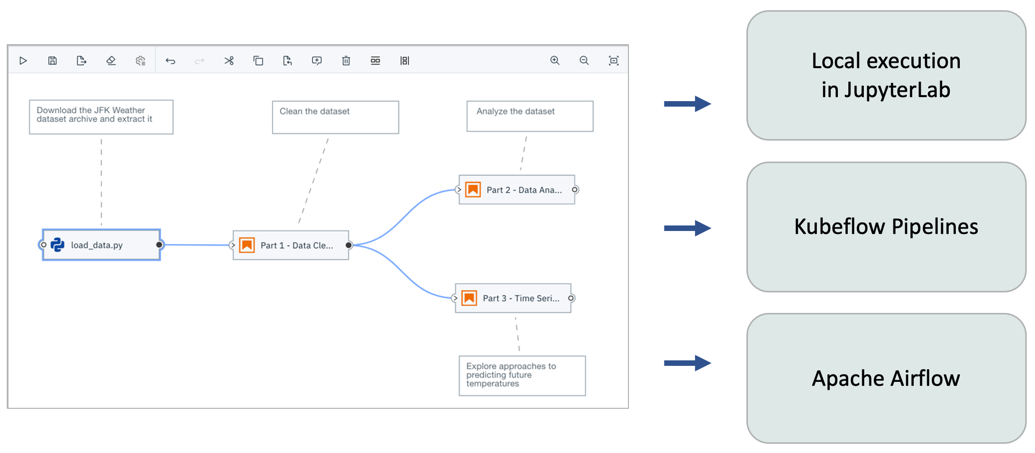 Download the JFK Weather
dataset archive and extract it
Clean the dataset
Analyze the dataset
load_data.py
Part 1 - Data Cle...
Part 2 - Data Ana...
Part 3 - Time Seri...
Explore approaches to
predicting future
temperatures
Local execution
in JupyterLab
Kubeflow Pipelines
Apache Airflow